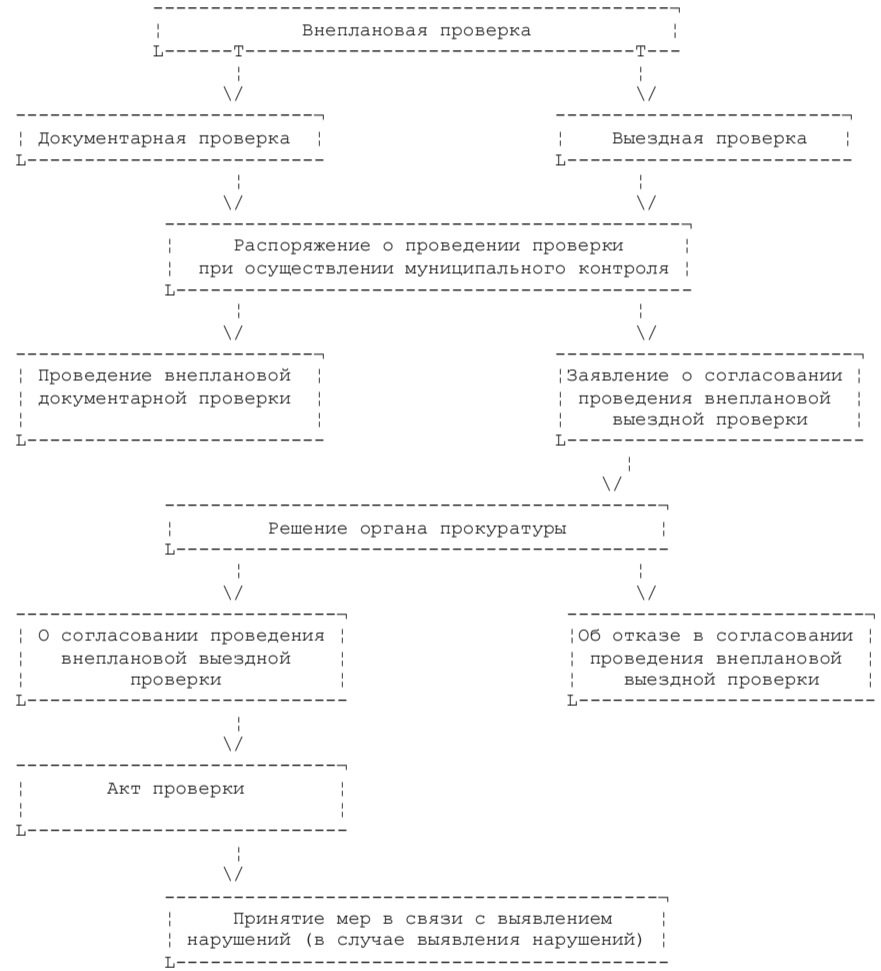 Внеплановая проверка
Документарная проверка
Выездная проверка
Распоряжение о проведении проверки
при осуществлении муниципального контроля
Проведение внеплановой
документарной проверки
Заявление о согласовании
проведения внеплановой
выездной проверки
Решение органа прокуратуры
О согласовании проведения
внеплановой выездной
проверки
Об отказе в согласовании
проведения внеплановой
выездной проверки
Акт проверки
Принятие мер в связи с выявлением
нарушений (в случае выявления нарушений)